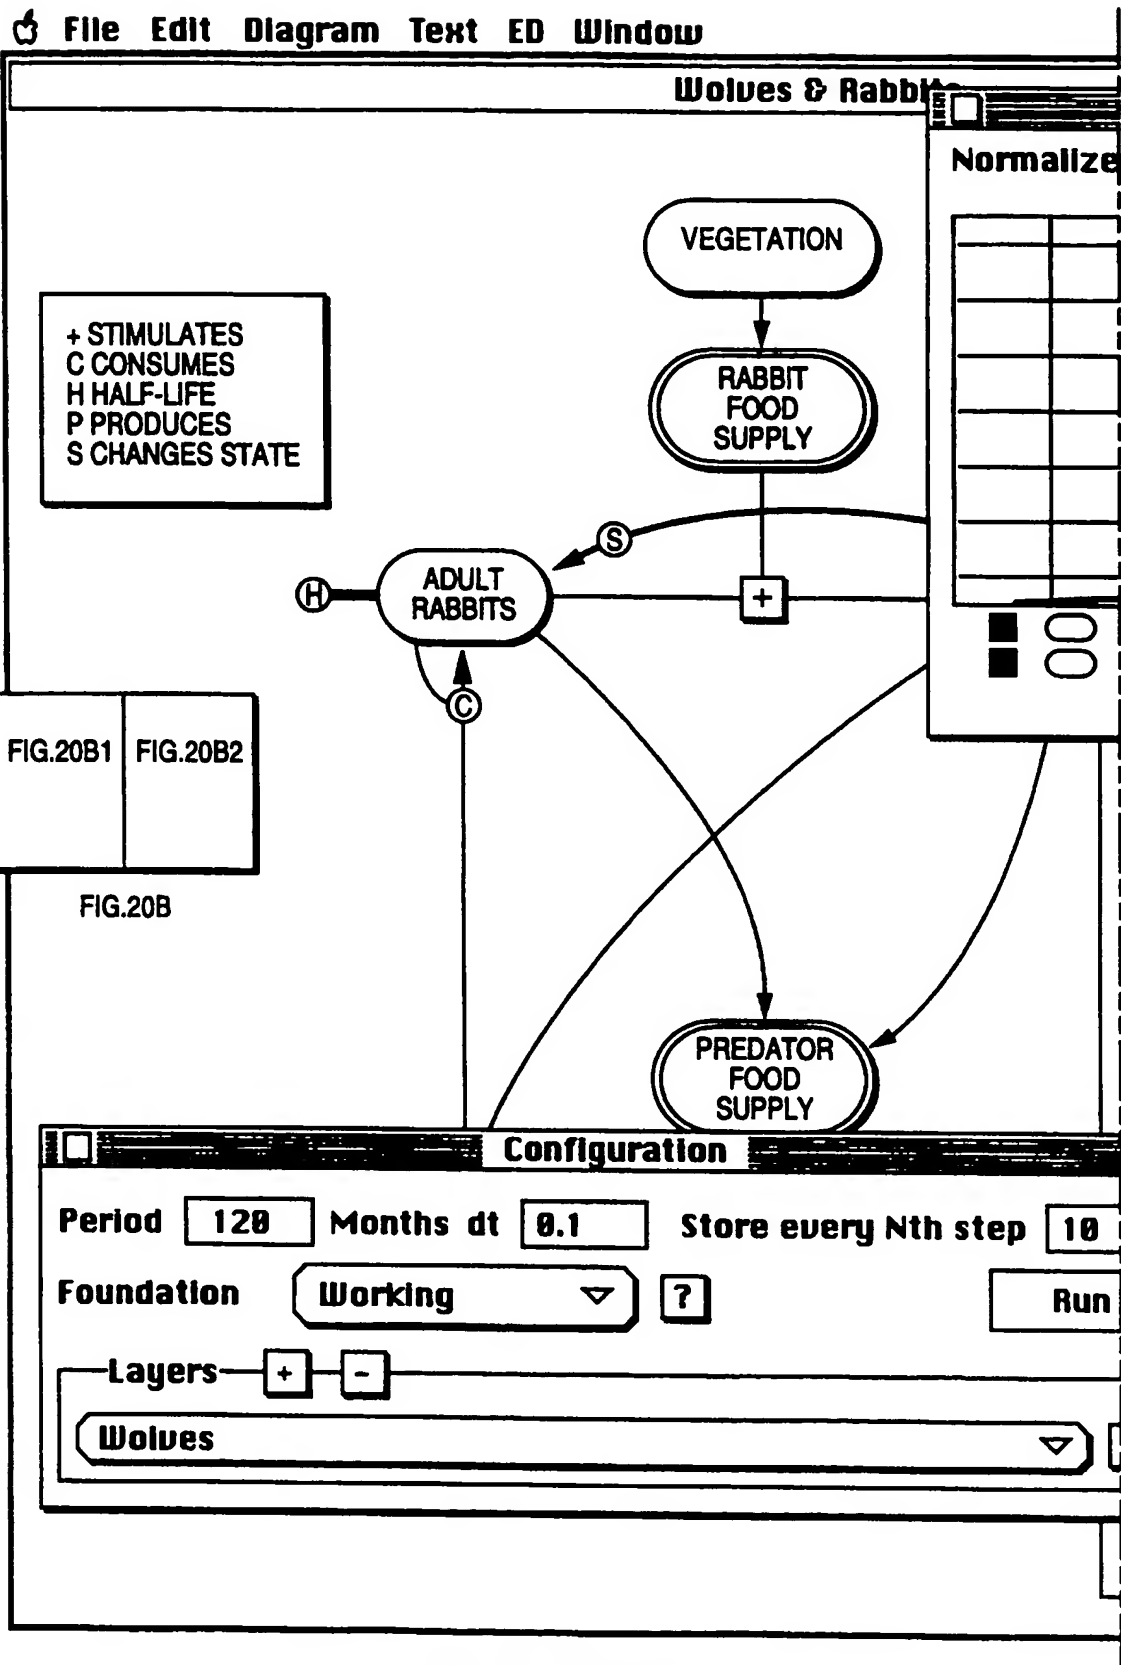 File Edit Diagram Text ED Window
Wolves & Rabbits
Normalize
VEGETATION
+ STIMULATES
C CONSUMES
H HALF-LIFE
P PRODUCES
S CHANGES STATE
RABBIT
FOOD
SUPPLY
S
H
ADULT
RABBITS
+
C
FIG.20B1 FIG.20B2
FIG.20B
PREDATOR
FOOD
SUPPLY
Configuration
Period 120 Months dt 0.1 Store every Nth step 10
Foundation Working ? Run
Layers + -
Wolves